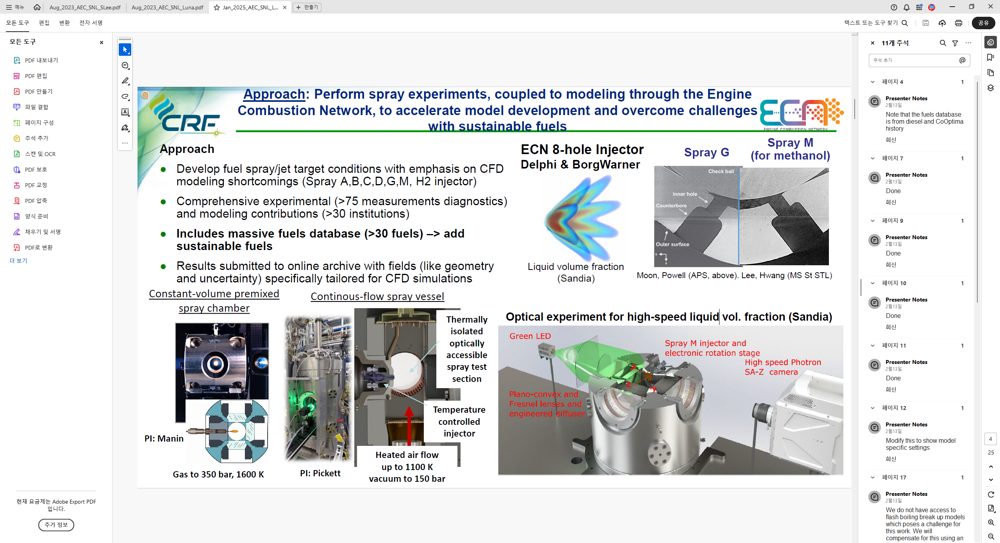 메뉴
Aug_2023_AEC_SNL_SLee.pdf
Aug_2023_AEC_SNL_Luna.pdf
Jan_2025_AEC_SNL_L...
만들기
모든 도구
편집
변환
전자 서명
텍스트 또는 도구 찾기
공유
모든 도구
PDF 내보내기
PDF 편집
PDF 만들기
파일 결합
페이지 구성
주석 추가
스캔 및 OCR
PDF 보호
PDF 교정
PDF 압축
양식 준비
채우기 및 서명
PDF로 변환
더 보기
현재 요금제는 Adobe Export PDF
입니다.
추가 정보
CRF
Approach: Perform spray experiments, coupled to modeling through the Engine
Combustion Network, to accelerate model development and overcome challenges
with sustainable fuels
ECN
ENGINE COMBUSTION NETWORK
Approach
● Develop fuel spray/jet target conditions with emphasis on CFD
modeling shortcomings (Spray A,B,C,D,G,M, H2 injector)
● Comprehensive experimental (>75 measurements diagnostics)
and modeling contributions (>30 institutions)
● Includes massive fuels database (>30 fuels) –> add
sustainable fuels
● Results submitted to online archive with fields (like geometry
and uncertainty) specifically tailored for CFD simulations
ECN 8-hole Injector
Delphi & BorgWarner
Liquid volume fraction
(Sandia)
Spray G
Spray M
(for methanol)
Check ball
Inner hole
Counterbore
Outer surface
x
z
Moon, Powell (APS, above). Lee, Hwang (MS St STL)
Constant-volume premixed
spray chamber
PI: Manin
Gas to 350 bar, 1600 K
Continous-flow spray vessel
Thermally
isolated
optically
accessible
spray test
section
Temperature
controlled
injector
Heated air flow
up to 1100 K
vacuum to 150 bar
PI: Pickett
Optical experiment for high-speed liquid vol. fraction (Sandia)
Green LED
Spray M injector and
electronic rotation stage
High speed Photron
SA-Z camera
x
z
y
Plano-convex and
Fresnel lenses and
engineered diffuser
11개 주석
주석 추가
페이지 4
1
Presenter Notes
2월13일
Note that the fuels database
is from diesel and CoOptima
history
회신
페이지 7
1
Presenter Notes
2월13일
Done
회신
페이지 9
1
Presenter Notes
2월13일
Done
회신
페이지 10
1
Presenter Notes
2월13일
Done
회신
페이지 11
1
Presenter Notes
2월13일
Done
회신
페이지 12
1
Presenter Notes
2월13일
Modify this to show model
specific settings
회신
페이지 17
1
Presenter Notes
2월13일
We do not have access to
flash boiling break up models
which poses a challenge for
this work. We will
compensate for this using an
4
25